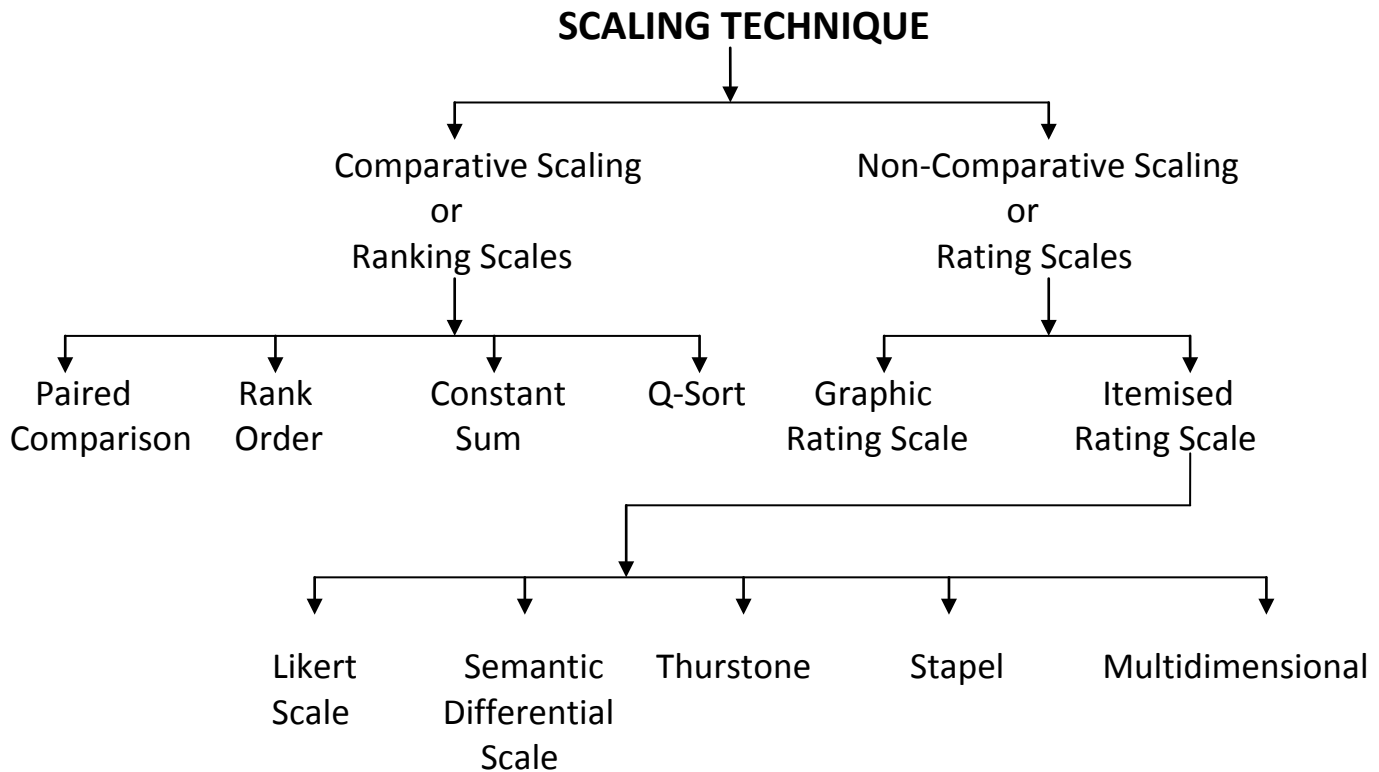 SCALING TECHNIQUE
Comparative Scaling
or
Ranking Scales
Non-Comparative Scaling
or
Rating Scales
Paired
Comparison
Rank
Order
Constant
Sum
Q-Sort
Graphic
Rating Scale
Itemised
Rating Scale
Likert
Scale
Semantic
Differential
Scale
Thurstone
Stapel
Multidimensional